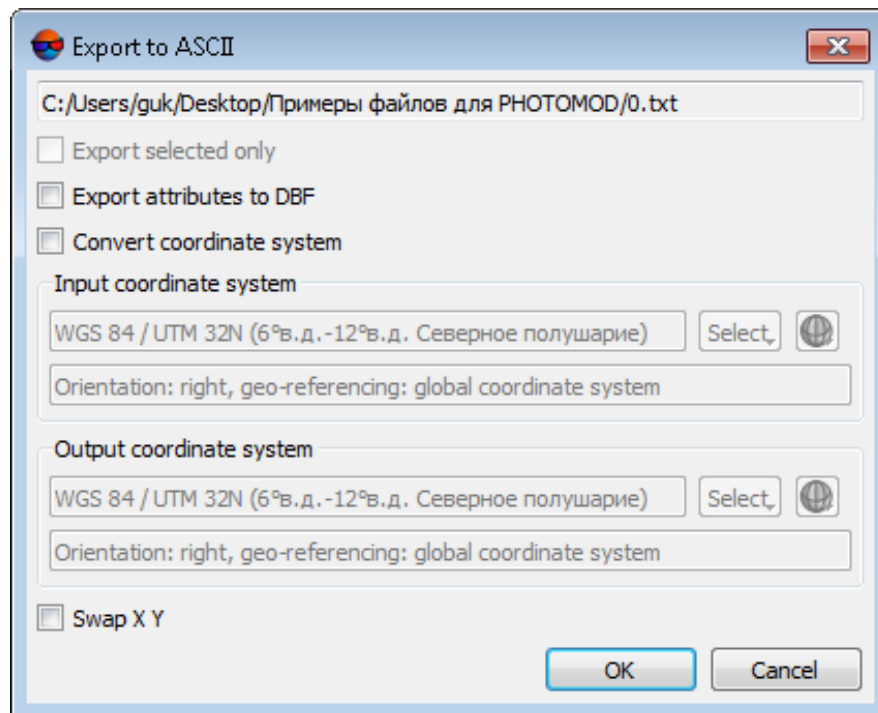 Export to ASCII
C:/Users/guk/Desktop/Примеры файлов для PHOTOMOD/0.txt
Export selected only
Export attributes to DBF
Convert coordinate system
Input coordinate system
WGS 84 / UTM 32N (6°в.д.-12°в.д. Северное полушарие) Select
Orientation: right, geo-referencing: global coordinate system
Output coordinate system
WGS 84 / UTM 32N (6°в.д.-12°в.д. Северное полушарие) Select
Orientation: right, geo-referencing: global coordinate system
Swap X Y
OK Cancel